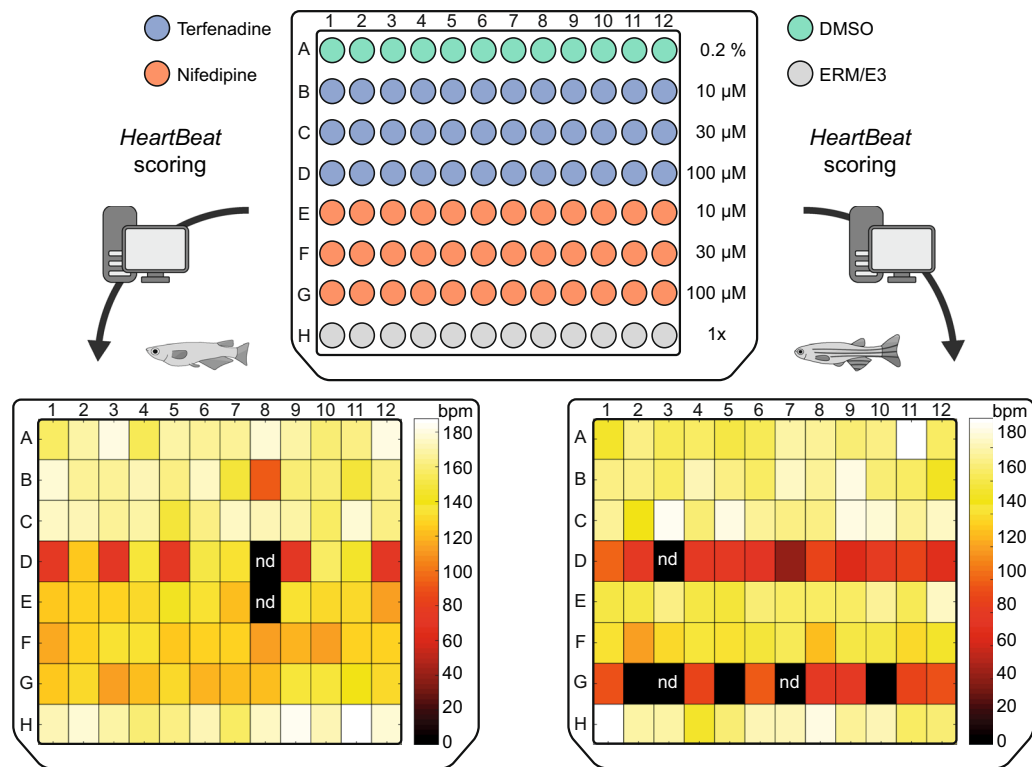 Terfenadine
Nifedipine
DMSO
ERM/E3
HeartBeat
scoring
HeartBeat
scoring
1 2 3 4 5 6 7 8 9 10 11 12
A 0.2 %
B 10 µM
C 30 µM
D 100 µM
E 10 µM
F 30 µM
G 100 µM
H 1x
1 2 3 4 5 6 7 8 9 10 11 12 bpm
A
B
C
D nd
E nd
F
G
H
180
160
140
120
100
80
60
40
20
0
1 2 3 4 5 6 7 8 9 10 11 12 bpm
A
B
C
D nd
E
F
G nd nd
H
180
160
140
120
100
80
60
40
20
0